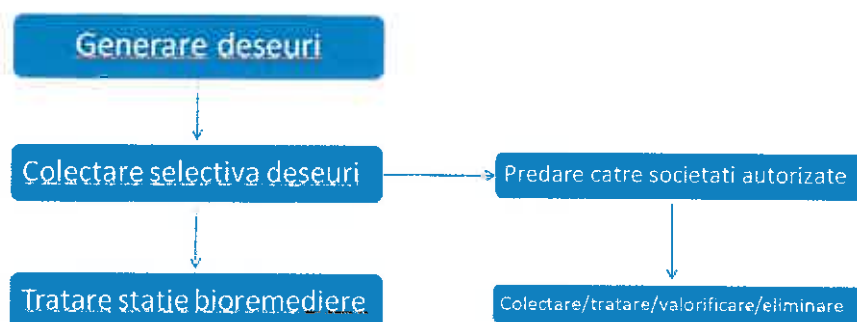 Generare deseuri
Colectare selectiva deseuri
Predare catre societati autorizate
Tratare statie bioremediere
Colectare/tratare/valorificare/eliminare